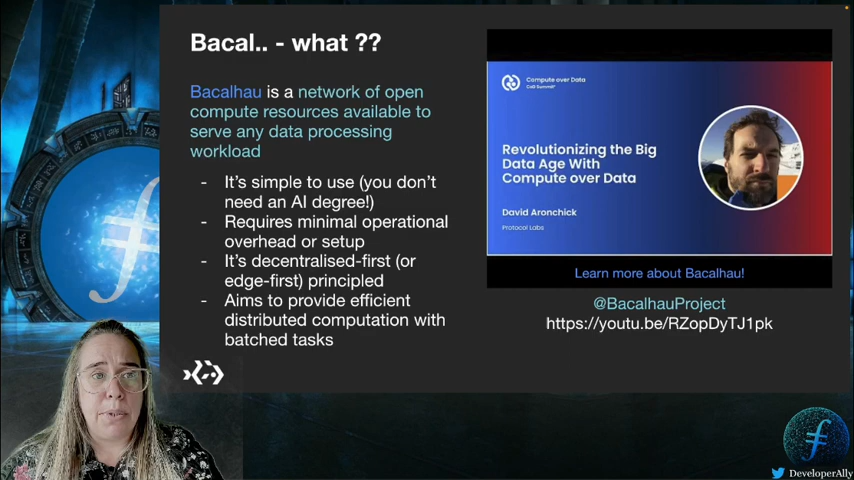 Bacal.. - what ??
Bacalhau is a network of open
compute resources available to
serve any data processing
workload
- It's simple to use (you don't
need an AI degree!)
- Requires minimal operational
overhead or setup
- It's decentralised-first (or
edge-first) principled
- Aims to provide efficient
distributed computation with
batched tasks
Compute over Data
CoD Summit²
Revolutionizing the Big
Data Age With
Compute over Data
David Aronchick
Protocol Labs
Learn more about Bacalhau!
@BacalhauProject
https://youtu.be/RZopDyTJ1pk
DeveloperAlly